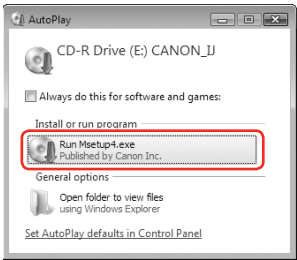 AutoPlay
CD-R Drive (E:) CANON_IJ
Always do this for software and games:
Install or run program
Run Msetup4.exe
Published by Canon Inc.
General options
Open folder to view files
using Windows Explorer
Set AutoPlay defaults in Control Panel